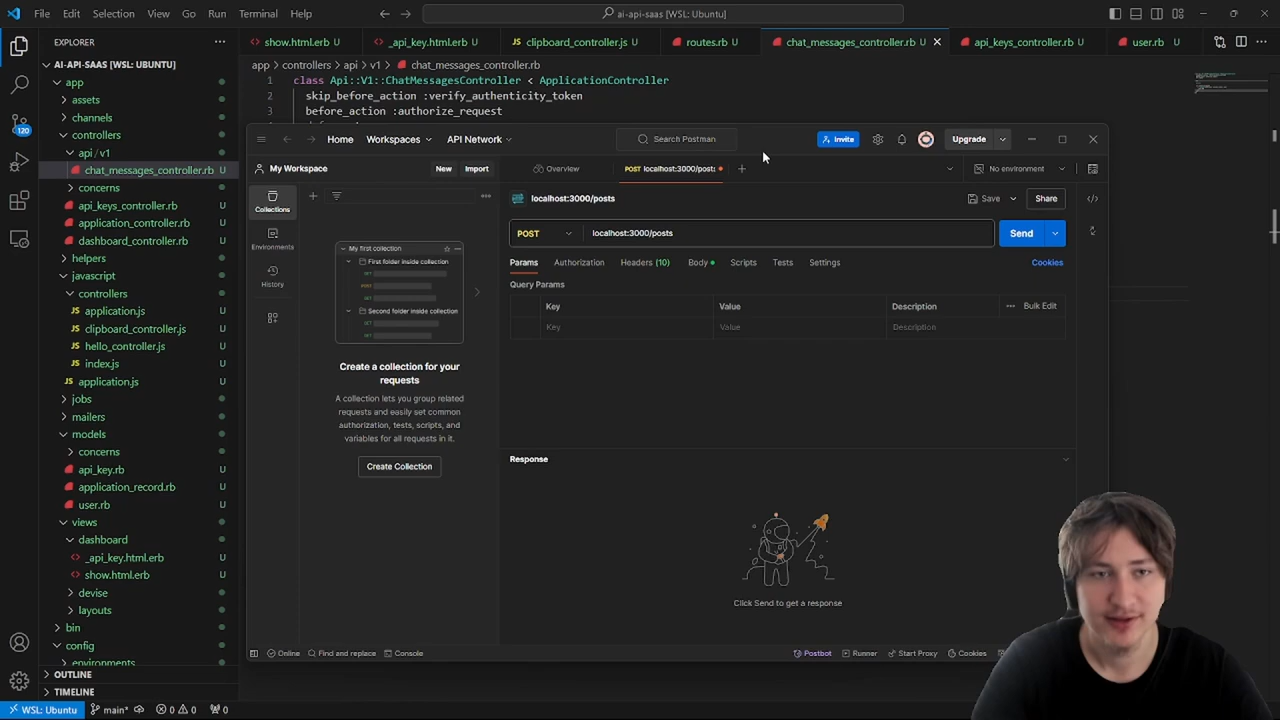 File Edit Selection View Go Run Terminal Help
ai-api-saas [WSL: Ubuntu]
EXPLORER
show.html.erb U
_api_key.html.erb U
clipboard_controller.js U
routes.rb U
chat_messages_controller.rb U
api_keys_controller.rb U
user.rb U
AI-API-SAAS [WSL: UBUNTU]
app > controllers > api > v1 > chat_messages_controller.rb
1 class Api::V1::ChatMessagesController < ApplicationController
2 skip_before_action :verify_authenticity_token
3 before_action :authorize_request
app
assets
channels
controllers
api / v1
chat_messages_controller.rb U
concerns
api_keys_controller.rb U
application_controller.rb U
dashboard_controller.rb U
helpers
javascript
controllers
application.js U
clipboard_controller.js U
hello_controller.js U
index.js U
application.js U
jobs
mailers
models
concerns
api_key.rb U
application_record.rb U
user.rb U
views
dashboard
_api_key.html.erb U
show.html.erb U
devise
layouts
bin
config
environments
OUTLINE
TIMELINE
120
WSL: Ubuntu main* 0 0 0
Home Workspaces API Network
Search Postman
Invite
Upgrade
My Workspace
New
Import
Overview
POST localhost:3000/posts
No environment
Collections
Environments
History
localhost:3000/posts
Save
Share
POST
localhost:3000/posts
Send
Params Authorization Headers (10) Body Scripts Tests Settings
Cookies
Query Params
Key Value Description Bulk Edit
Key Value Description
My first collection
First folder inside collection
GET
POST
GET
Second folder inside collection
GET
GET
Create a collection for your
requests
A collection lets you group related
requests and easily set common
authorization, tests, scripts, and
variables for all requests in it.
Create Collection
Response
Click Send to get a response
Online Find and replace Console
Postbot Runner Start Proxy Cookies